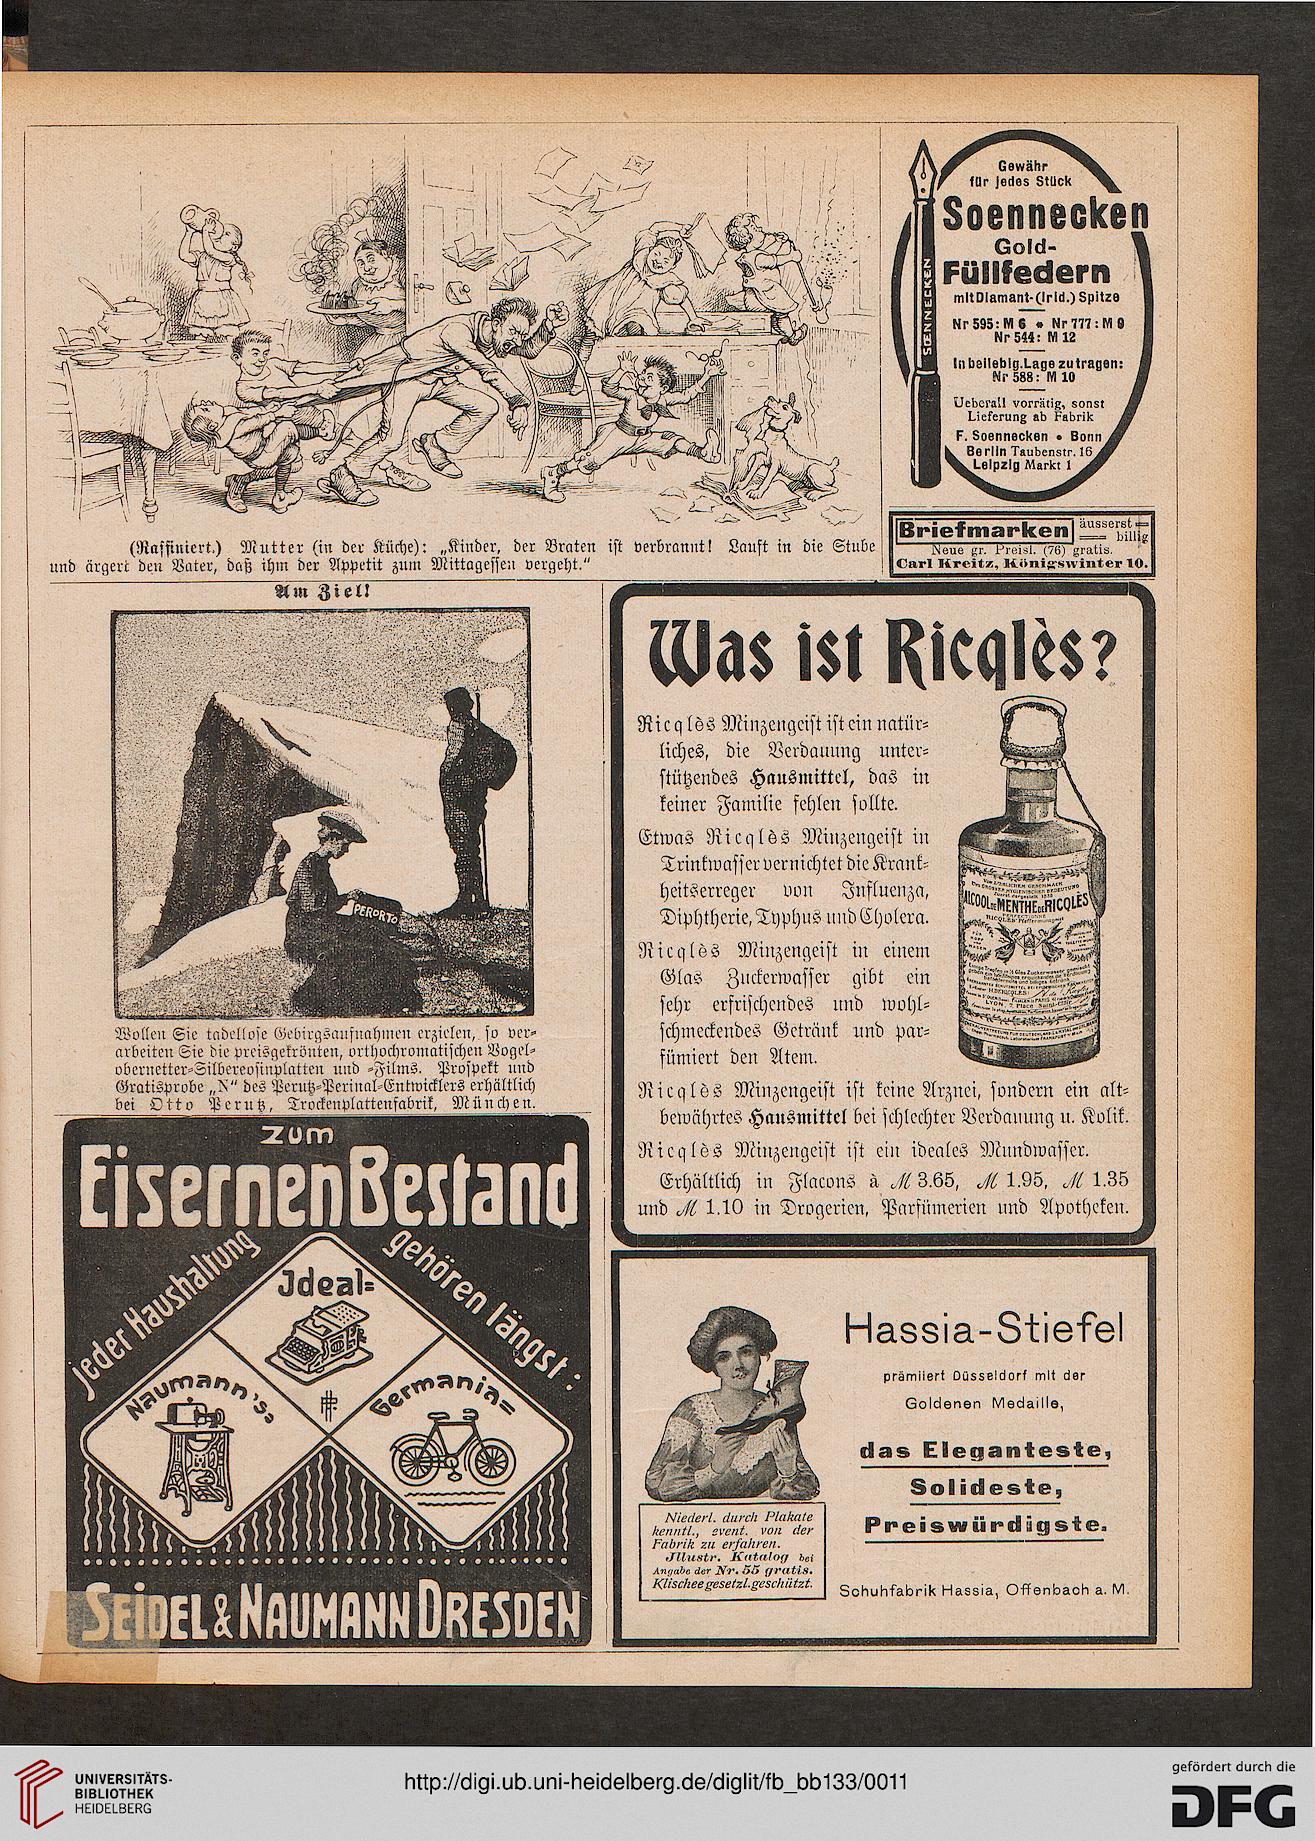 (Raffiniert.) Mutter (in der Küche): „Kinder, der Braten ist verbrannt! Lauft in die Stube
und ärgert den Vater, daß ihm der Appetit zum Mittagessen vergeht."
Gewähr
für jedes Stück
Soennecken
Gold-
Füllfedern
mit Diamant-(Irid.) Spitze
Nr 595: M 6 * Nr 777: M 9
Nr 544: M 12
In beliebig. Lage zu tragen:
Nr 588: M 10
Ueberall vorrätig, sonst
Lieferung ab Fabrik
F. Soennecken • Bonn
Berlin Taubenstr. 16
Leipzig Markt 1
SŒNNECKEN
Briefmarken äusserst
billig
Neue gr. Preisl. (76) gratis.
Carl Kreitz, Königswinter 10.
Am Ziel!
PERORTO
Wollen Sie tadellose Gebirgsaufnahmen erzielen, so ver-
arbeiten Sie die preisgekrönten, orthochromatischen Vogel-
obernetter-Silbereosinplatten und -Films. Prospekt und
Gratisprobe „N" des Perutz-Perinal-Entwicklers erhältlich
bei Otto Perutz, Trockenplattenfabrik, München.
Was ist Ricqlès?
Ricqlès Minzengeist ist ein natür-
liches, die Verdauung unter-
stützendes Hausmittel, das in
keiner Familie fehlen sollte.
Etwas Ricqlès Minzengeist in
Trinkwasser vernichtet die Krank-
heitserreger von Influenza,
Diphtherie, Typhus und Cholera.
Ricqlès Minzengeist in einem
Glas Zuckerwasser gibt ein
sehr erfrischendes und wohl-
schmeckendes Getränk und par-
fümiert den Atem.
Ricqlès Minzengeist ist keine Arznei, sondern ein alt-
bewährtes Hausmittel bei schlechter Verdauung u. Kolik.
Ricqlès Minzengeist ist ein ideales Mundwasser.
Erhältlich in Flacons à M 3.65, M 1.95, M 1.35
und M 1.10 in Drogerien, Parfümerien und Apotheken.
ALCOOL DE MENTHE DE RICQLÈS
Zum
Eisernen Bestand
jeder Haushaltung
gehören längst:
Ideal=
Naumann's=
Germania=
SEIDEL & NAUMANN DRESDEN
Hassia-Stiefel
prämiiert Düsseldorf mit der
Goldenen Medaille,
das Eleganteste,
Solideste,
Preiswürdigste.
Schuhfabrik Hassia, Offenbach a. M.
Niederl. durch Plakate
kenntl., event. von der
Fabrik zu erfahren.
Jllustr. Katalog bei
Angabe der Nr. 55 gratis.
Klischee gesetzl. geschützt.
UNIVERSITÄTS-
BIBLIOTHEK
HEIDELBERG
http://digi.ub.uni-heidelberg.de/diglit/fb_bb133/0011
gefördert durch die
DFG